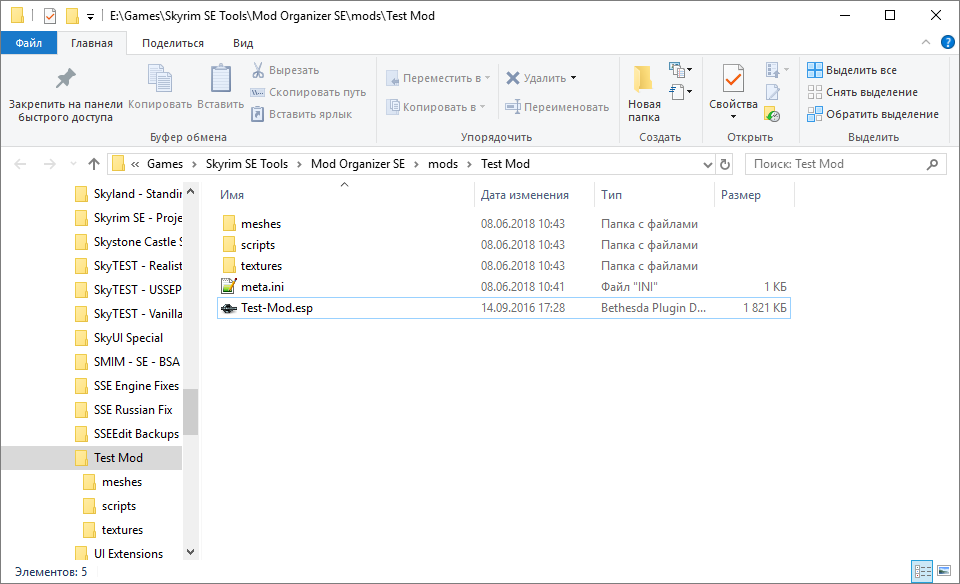 E:\Games\Skyrim SE Tools\Mod Organizer SE\mods\Test Mod
Файл Главная Поделиться Вид
Закрепить на панели
быстрого доступа
Копировать
Вставить
Вырезать
Скопировать путь
Вставить ярлык
Буфер обмена
Переместить в
Копировать в
Удалить
Переименовать
Упорядочить
Новая
папка
Создать
Свойства
Открыть
Выделить все
Снять выделение
Обратить выделение
Выделить
« Games › Skyrim SE Tools › Mod Organizer SE › mods › Test Mod
Поиск: Test Mod
Skyland - Standir
Skyrim SE - Proje
Skystone Castle S
SkyTEST - Realist
SkyTEST - USSEP
SkyTEST - Vanilla
SkyUI Special
SMIM - SE - BSA
SSE Engine Fixes
SSE Russian Fix
SSEEdit Backups
Test Mod
meshes
scripts
textures
UI Extensions
Имя Дата изменения Тип Размер
meshes 08.06.2018 10:43 Папка с файлами
scripts 08.06.2018 10:43 Папка с файлами
textures 08.06.2018 10:43 Папка с файлами
meta.ini 08.06.2018 10:41 Файл "INI" 1 КБ
Test-Mod.esp 14.09.2016 17:28 Bethesda Plugin D... 1 821 КБ
Элементов: 5